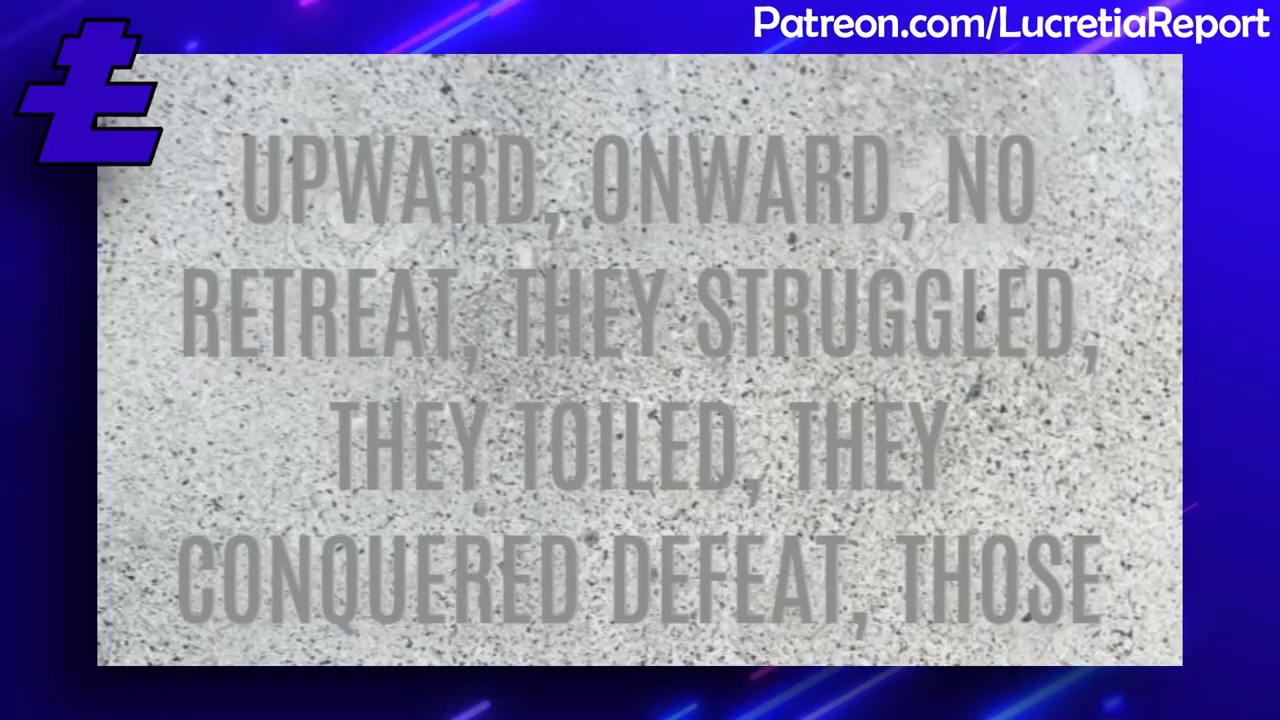 Patreon.com/LucretiaReport
UPWARD, ONWARD, NO
RETREAT, THEY STRUGGLED,
THEY TOILED, THEY
CONQUERED DEFEAT, THOSE